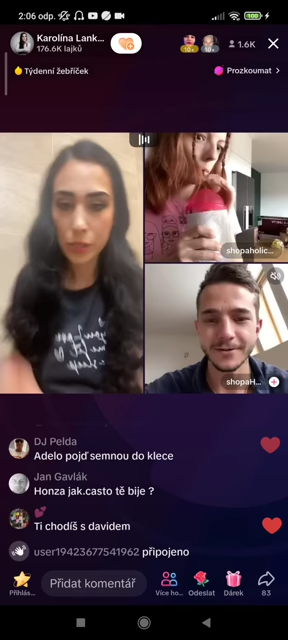 2:06 odp.
Karolína Lank...
176.6K lajků
10+
10+
1.6K
Týdenní žebříček
Prozkoumat >
shopaholic...
shopaH...
DJ Pelda
Adelo pojď semnou do klece
Jan Gavlák
Honza jak.casto tě bije ?
Ti chodíš s davidem
user19423677541962 připojeno
Přihlás...
Přidat komentář
Více ho...
Odeslat
Dárek
83